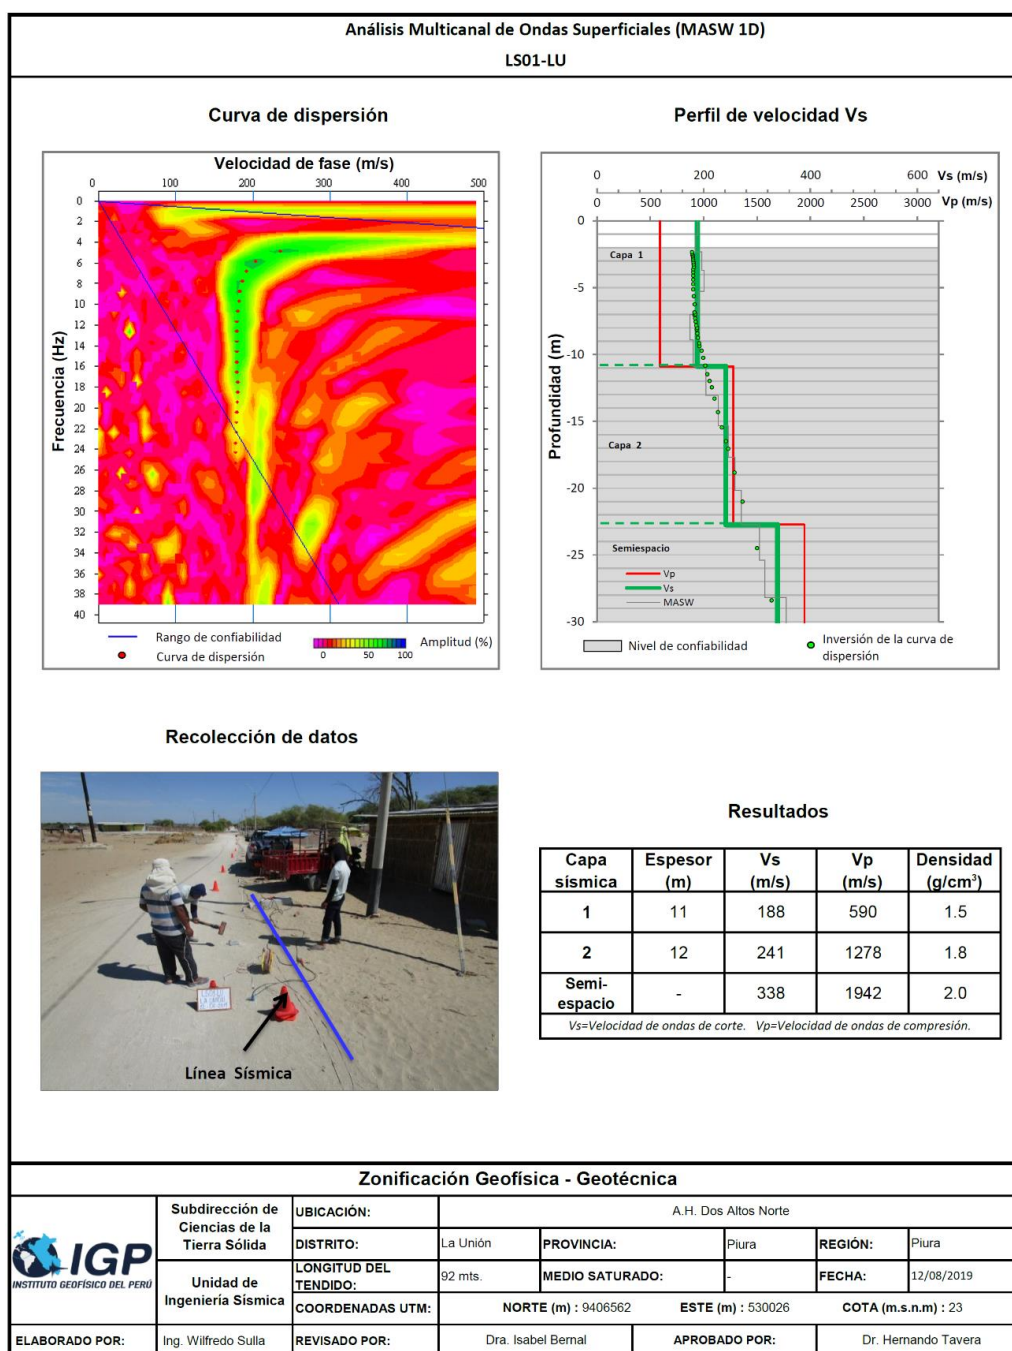 Análisis Multicanal de Ondas Superficiales (MASW 1D)
LS01-LU
Curva de dispersión
Velocidad de fase (m/s)
0 100 200 300 400 500
Frecuencia (Hz)
0
2
4
6
8
10
12
14
16
18
20
22
24
26
28
30
32
34
36
38
40
Rango de confiabilidad
Curva de dispersión
0 50 100
Amplitud (%)
Perfil de velocidad Vs
0 200 400 600 Vs (m/s)
0 500 1000 1500 2000 2500 3000 Vp (m/s)
Profundidad (m)
0
-5
-10
-15
-20
-25
-30
Capa 1
Capa 2
Semiespacio
Vp
Vs
MASW
Nivel de confiabilidad
Inversión de la curva de
dispersión
Recolección de datos
Línea Sísmica
Resultados
Capa sísmica Espesor (m) Vs (m/s) Vp (m/s) Densidad (g/cm³)
1 11 188 590 1.5
2 12 241 1278 1.8
Semi-espacio - 338 1942 2.0
Vs=Velocidad de ondas de corte. Vp=Velocidad de ondas de compresión.
Zonificación Geofísica - Geotécnica
IGP
INSTITUTO GEOFÍSICO DEL PERÚ
Subdirección de
Ciencias de la
Tierra Sólida
Unidad de
Ingeniería Sísmica
UBICACIÓN: A.H. Dos Altos Norte
DISTRITO: La Unión PROVINCIA: Piura REGIÓN: Piura
LONGITUD DEL TENDIDO: 92 mts. MEDIO SATURADO: - FECHA: 12/08/2019
COORDENADAS UTM: NORTE (m) : 9406562 ESTE (m) : 530026 COTA (m.s.n.m) : 23
ELABORADO POR: Ing. Wilfredo Sulla REVISADO POR: Dra. Isabel Bernal APROBADO POR: Dr. Hernando Tavera